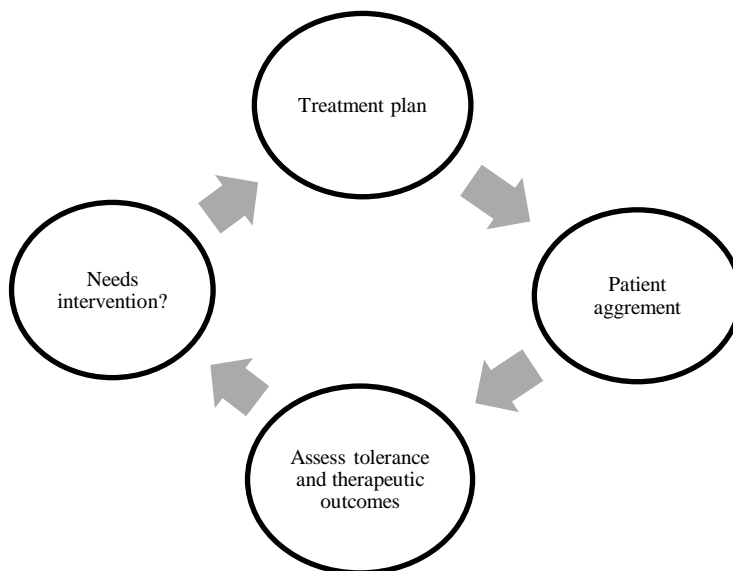 Treatment plan
Patient
aggrement
Assess tolerance
and therapeutic
outcomes
Needs
intervention?